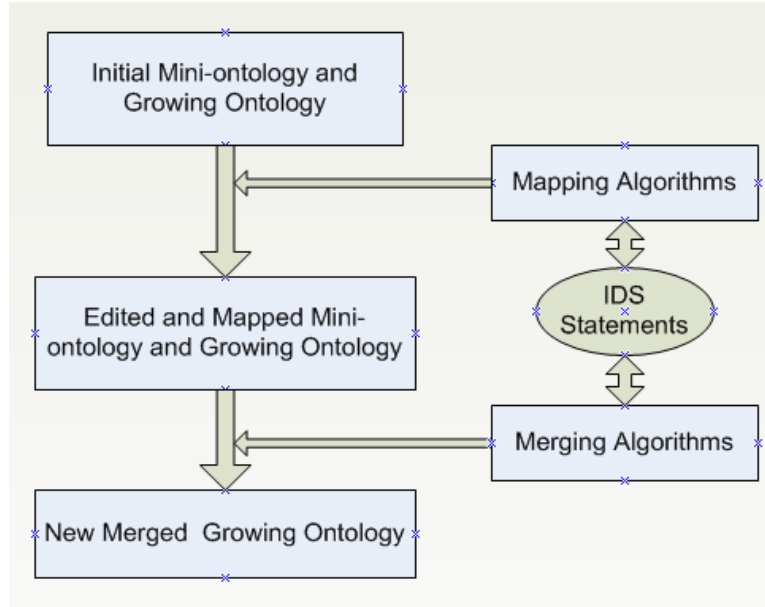 Initial Mini-ontology and
Growing Ontology
Mapping Algorithms
IDS
Statements
Edited and Mapped Mini-
ontology and Growing Ontology
Merging Algorithms
New Merged  Growing Ontology